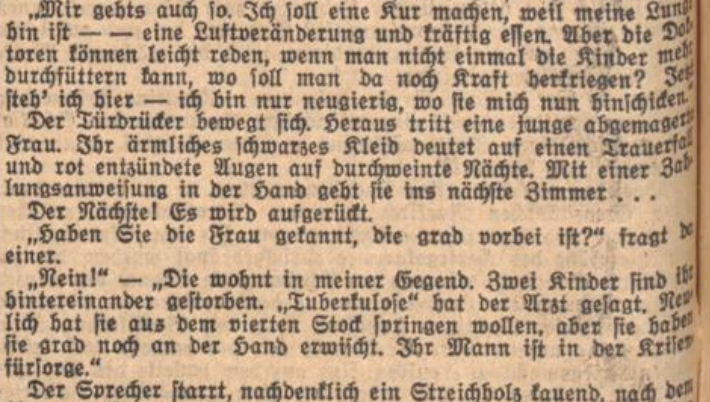 „Mir gehts auch so. Ich soll eine Kur machen, weil meine Lunge
hin ist — — eine Luftveränderung und kräftig essen. Aber die Dok-
toren können leicht reden, wenn man nicht einmal die Kinder mehr
durchfüttern kann, wo soll man da noch Kraft herkriegen? Jetzt
steh' ich hier — ich bin nur neugierig, wo sie mich nun hinschicken.“
Der Türdrücker bewegt sich. Heraus tritt eine junge abgemagerte
Frau. Ihr ärmliches schwarzes Kleid deutet auf einen Trauerfall
und rot entzündete Augen auf durchweinte Nächte. Mit einer Zah-
lungsanweisung in der Hand geht sie ins nächste Zimmer . . .
Der Nächste! Es wird aufgerückt.
„Haben Sie die Frau gekannt, die grad vorbei ist?“ fragt da
einer.
„Nein!“ — „Die wohnt in meiner Gegend. Zwei Kinder sind ihr
hintereinander gestorben. „Tuberkulose“ hat der Arzt gesagt. Neu-
lich hat sie aus dem vierten Stock springen wollen, aber sie haben
sie grad noch an der Hand erwischt. Ihr Mann ist in der Krisen-
fürsorge.“
Der Sprecher starrt, nachdenklich ein Streichholz kauend, nach dem